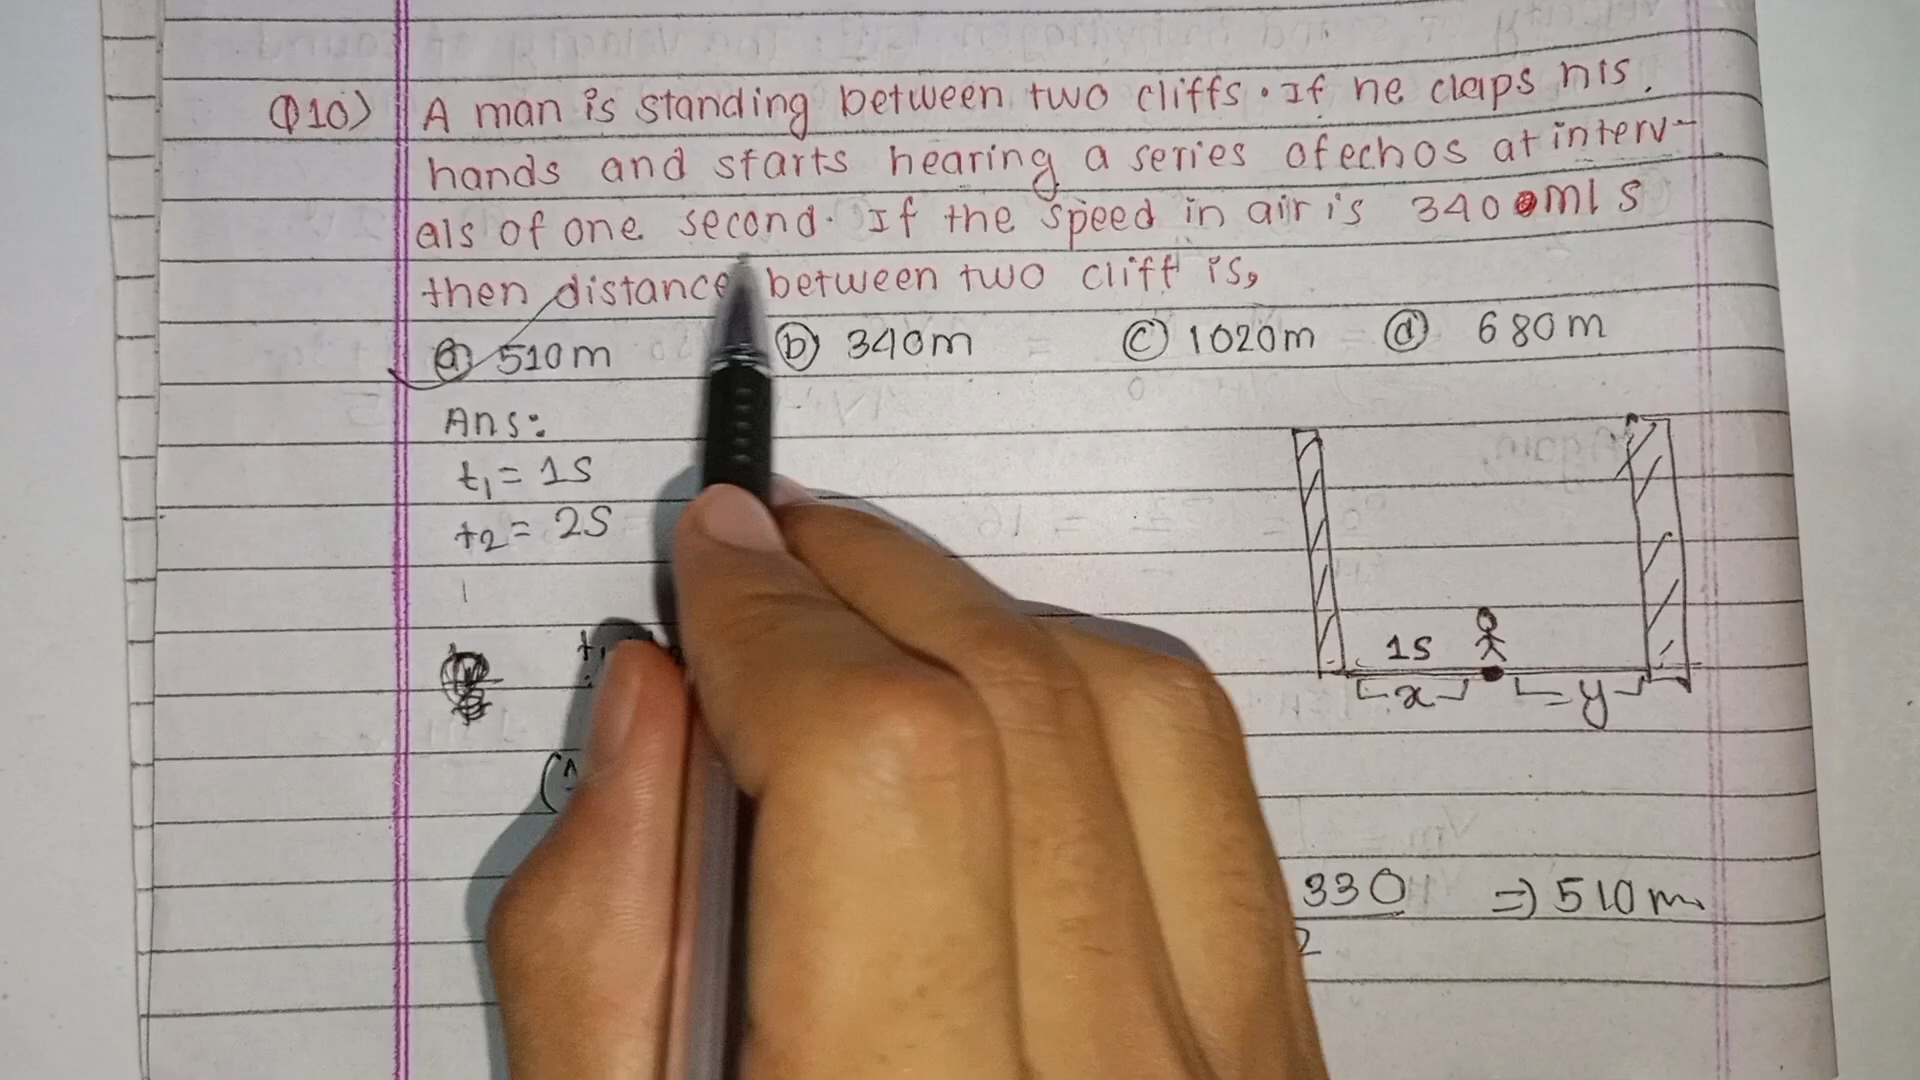 Q10) A man is standing between two cliffs. If he claps his
hands and starts hearing a series of echos at interv-
als of one second. If the speed in air is 340 m/s
then distance between two cliff is,
(a) 510m (b) 340m (c) 1020m (d) 680m
Ans:
t₁ = 1S
t₂ = 2S
1S
x y
330 ⇒ 510m
2